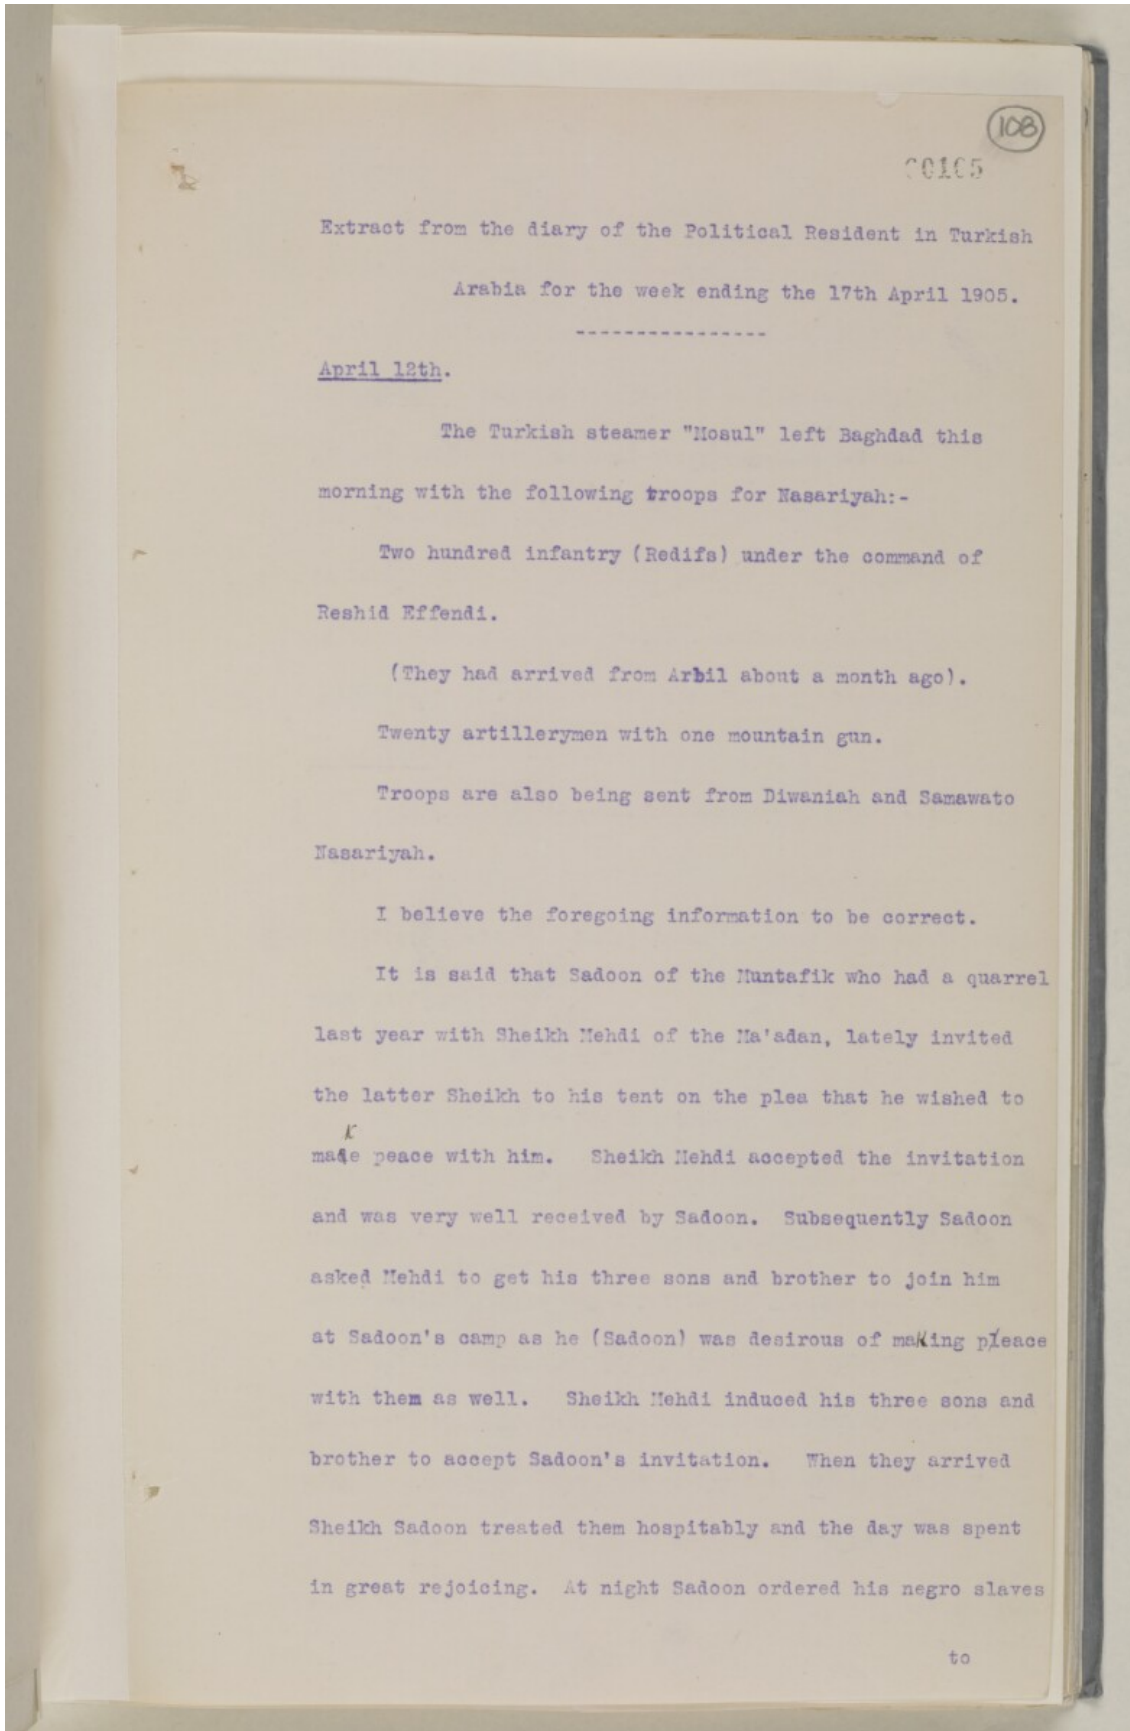 108
00105
Extract from the diary of the Political Resident in Turkish
Arabia for the week ending the 17th April 1905.
----------------
April 12th.
The Turkish steamer "Mosul" left Baghdad this
morning with the following troops for Nasariyah:-
Two hundred infantry (Redifs) under the command of
Reshid Effendi.
(They had arrived from Arbil about a month ago).
Twenty artillerymen with one mountain gun.
Troops are also being sent from Diwaniah and Samawato
Nasariyah.
I believe the foregoing information to be correct.
It is said that Sadoon of the Muntafik who had a quarrel
last year with Sheikh Mehdi of the Ma'adan, lately invited
the latter Sheikh to his tent on the plea that he wished to
k
made peace with him. Sheikh Mehdi accepted the invitation
and was very well received by Sadoon. Subsequently Sadoon
asked Mehdi to get his three sons and brother to join him
at Sadoon's camp as he (Sadoon) was desirous of making pleace
with them as well. Sheikh Mehdi induced his three sons and
brother to accept Sadoon's invitation. When they arrived
Sheikh Sadoon treated them hospitably and the day was spent
in great rejoicing. At night Sadoon ordered his negro slaves
to